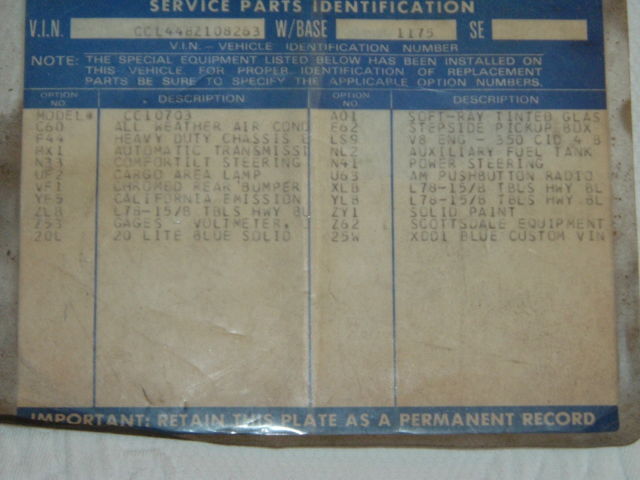 SERVICE PARTS IDENTIFICATION
V.I.N. CCL448Z108263 W/BASE 1175 SE
V.I.N. - VEHICLE IDENTIFICATION NUMBER
NOTE: THE SPECIAL EQUIPMENT LISTED BELOW HAS BEEN INSTALLED ON
THIS VEHICLE FOR PROPER IDENTIFICATION OF REPLACEMENT
PARTS BE SURE TO SPECIFY THE APPLICABLE OPTION NUMBERS.
OPTION NO. DESCRIPTION OPTION NO. DESCRIPTION
MODEL# CC10703 A01 SOFT-RAY TINTED GLAS
C60 ALL WEATHER AIR COND E62 STEPSIDE PICKUP BOX
F44 HEAVY DUTY CHASSIS E LS9 V8 ENG - 350 CID 4 B
MX1 AUTOMATIC TRANSMISSI NL2 AUXILIARY FUEL TANK
N33 COMFORTILT STEERING N41 POWER STEERING
UF2 CARGO AREA LAMP U63 AM PUSHBUTTON RADIO
VF1 CHROMED REAR BUMPER XL8 L78-15/B TBLS HWY BL
YF5 CALIFORNIA EMISSION YL8 L78-15/B TBLS HWY BL
ZL8 L78-15/B TBLS HWY BL ZY1 SOLID PAINT
Z53 GAGES - VOLTMETER, Z62 SCOTTSDALE EQUIPMENT
20L 20 LITE BLUE SOLID 25W XDD1 BLUE CUSTOM VIN
IMPORTANT: RETAIN THIS PLATE AS A PERMANENT RECORD